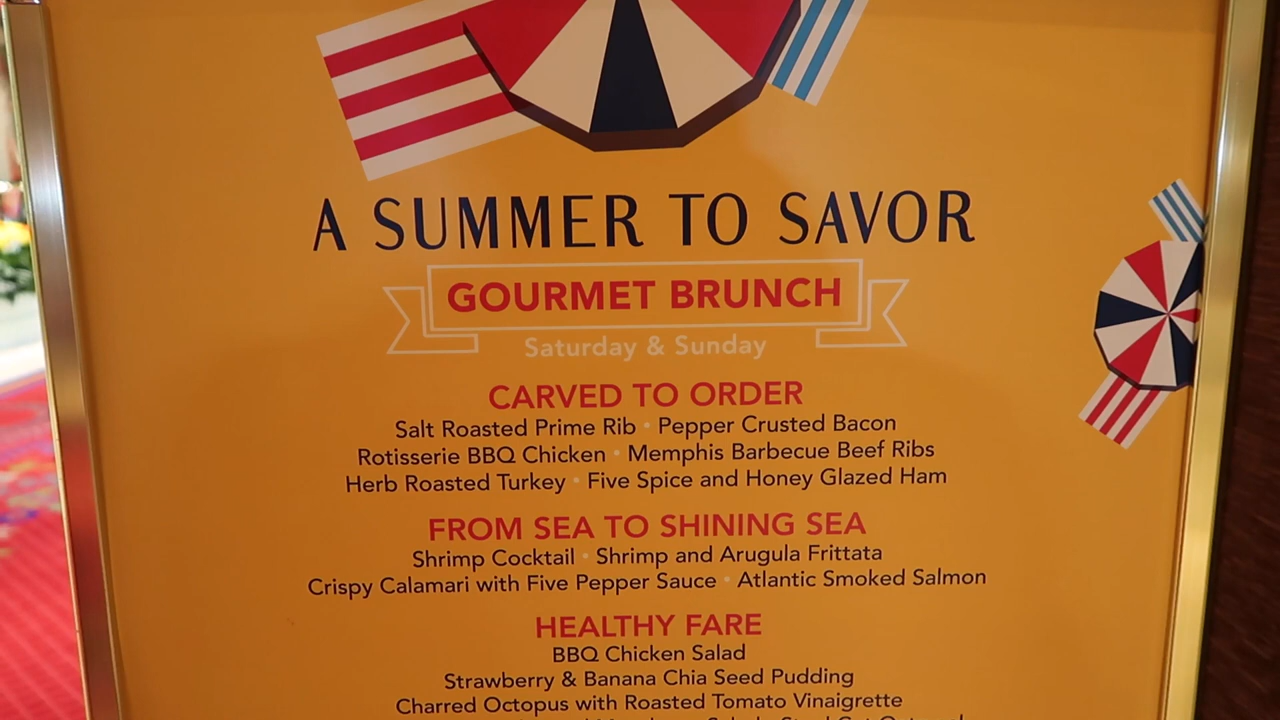 A SUMMER TO SAVOR
GOURMET BRUNCH
Saturday & Sunday
CARVED TO ORDER
Salt Roasted Prime Rib • Pepper Crusted Bacon
Rotisserie BBQ Chicken • Memphis Barbecue Beef Ribs
Herb Roasted Turkey • Five Spice and Honey Glazed Ham
FROM SEA TO SHINING SEA
Shrimp Cocktail • Shrimp and Arugula Frittata
Crispy Calamari with Five Pepper Sauce • Atlantic Smoked Salmon
HEALTHY FARE
BBQ Chicken Salad
Strawberry & Banana Chia Seed Pudding
Charred Octopus with Roasted Tomato Vinaigrette